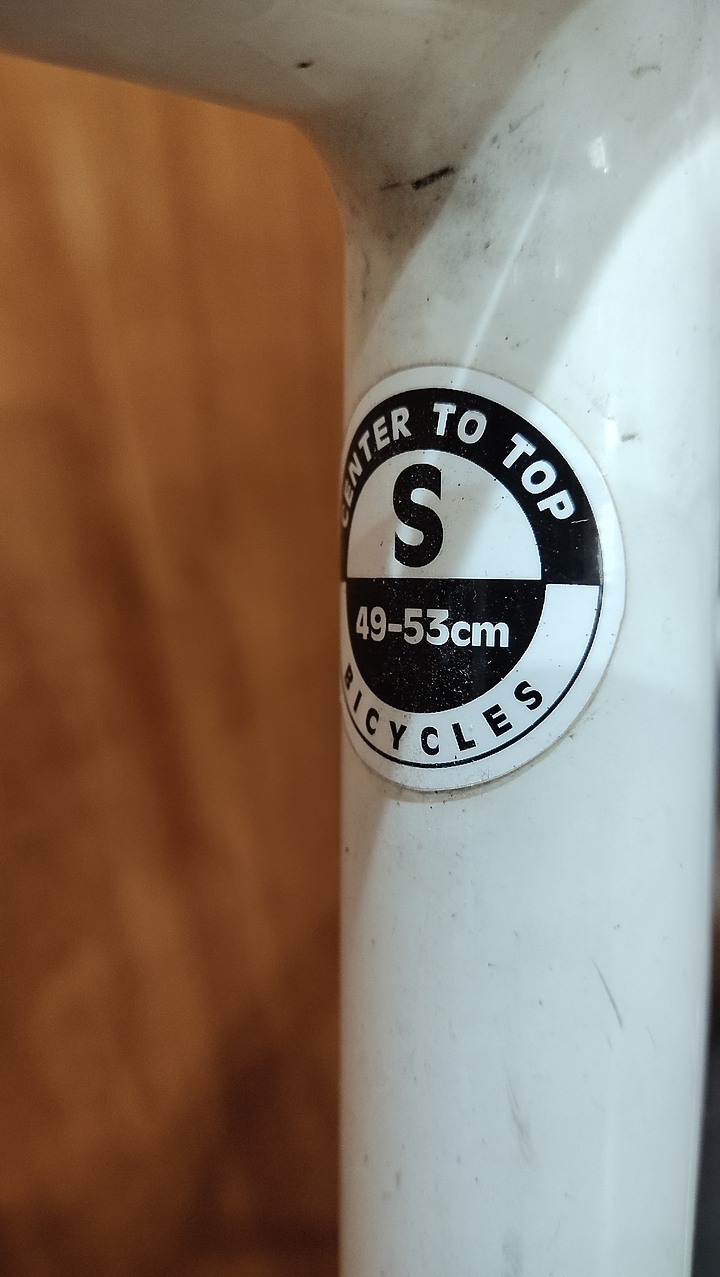 CENTER TO TOP
S
49-53cm
BICYCLES